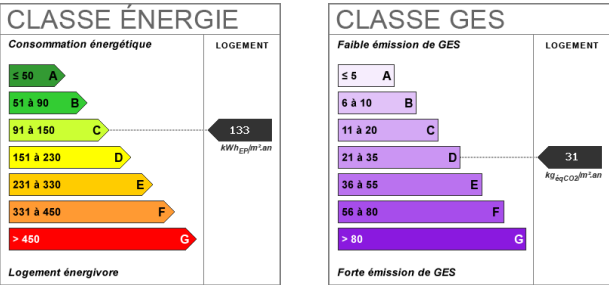 CLASSE ÉNERGIE
Consommation énergétique
LOGEMENT
≤ 50 A
51 à 90 B
91 à 150 C
133
kWhEP/m².an
151 à 230 D
231 à 330 E
331 à 450 F
> 450 G
Logement énergivore
CLASSE GES
Faible émission de GES
LOGEMENT
≤ 5 A
6 à 10 B
11 à 20 C
21 à 35 D
31
kgéqCO2/m².an
36 à 55 E
56 à 80 F
> 80 G
Forte émission de GES